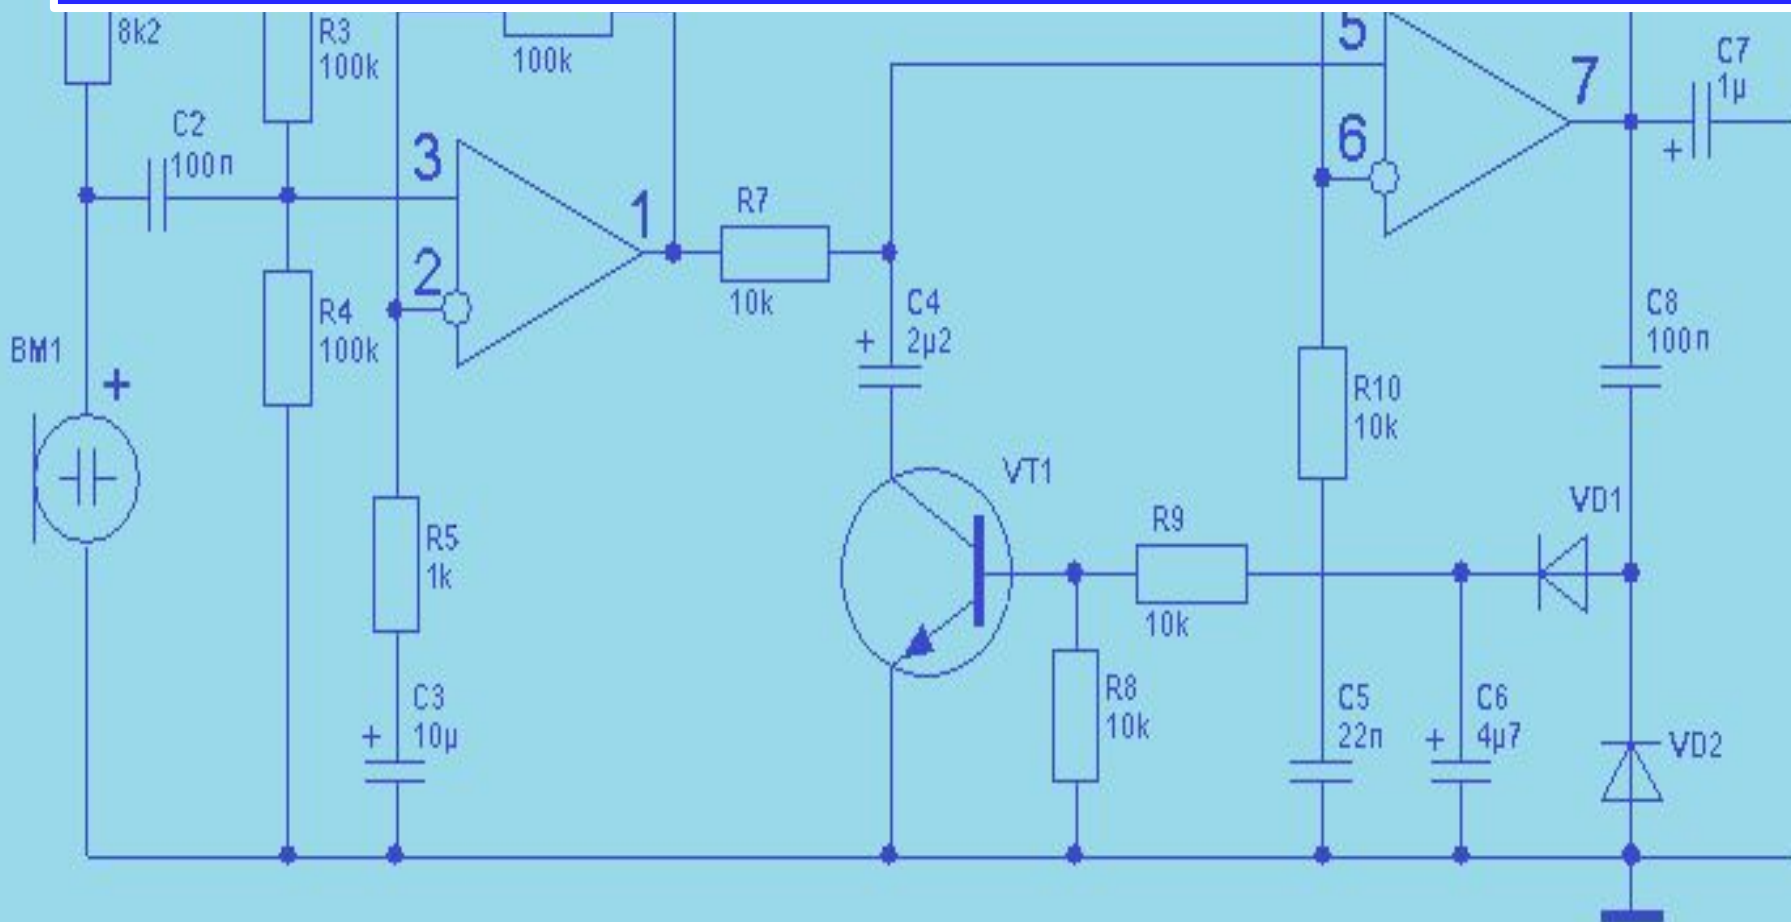 8k2
R3
100k
100k
5
7
C7
1µ
+
C2
100n
3
6
2
1
R7
10k
R4
100k
C4
+ 2µ2
C8
100n
BM1
+
R10
10k
VT1
VD1
R5
1k
R9
10k
C3
+ 10µ
R8
10k
C5
22n
C6
+ 4µ7
VD2